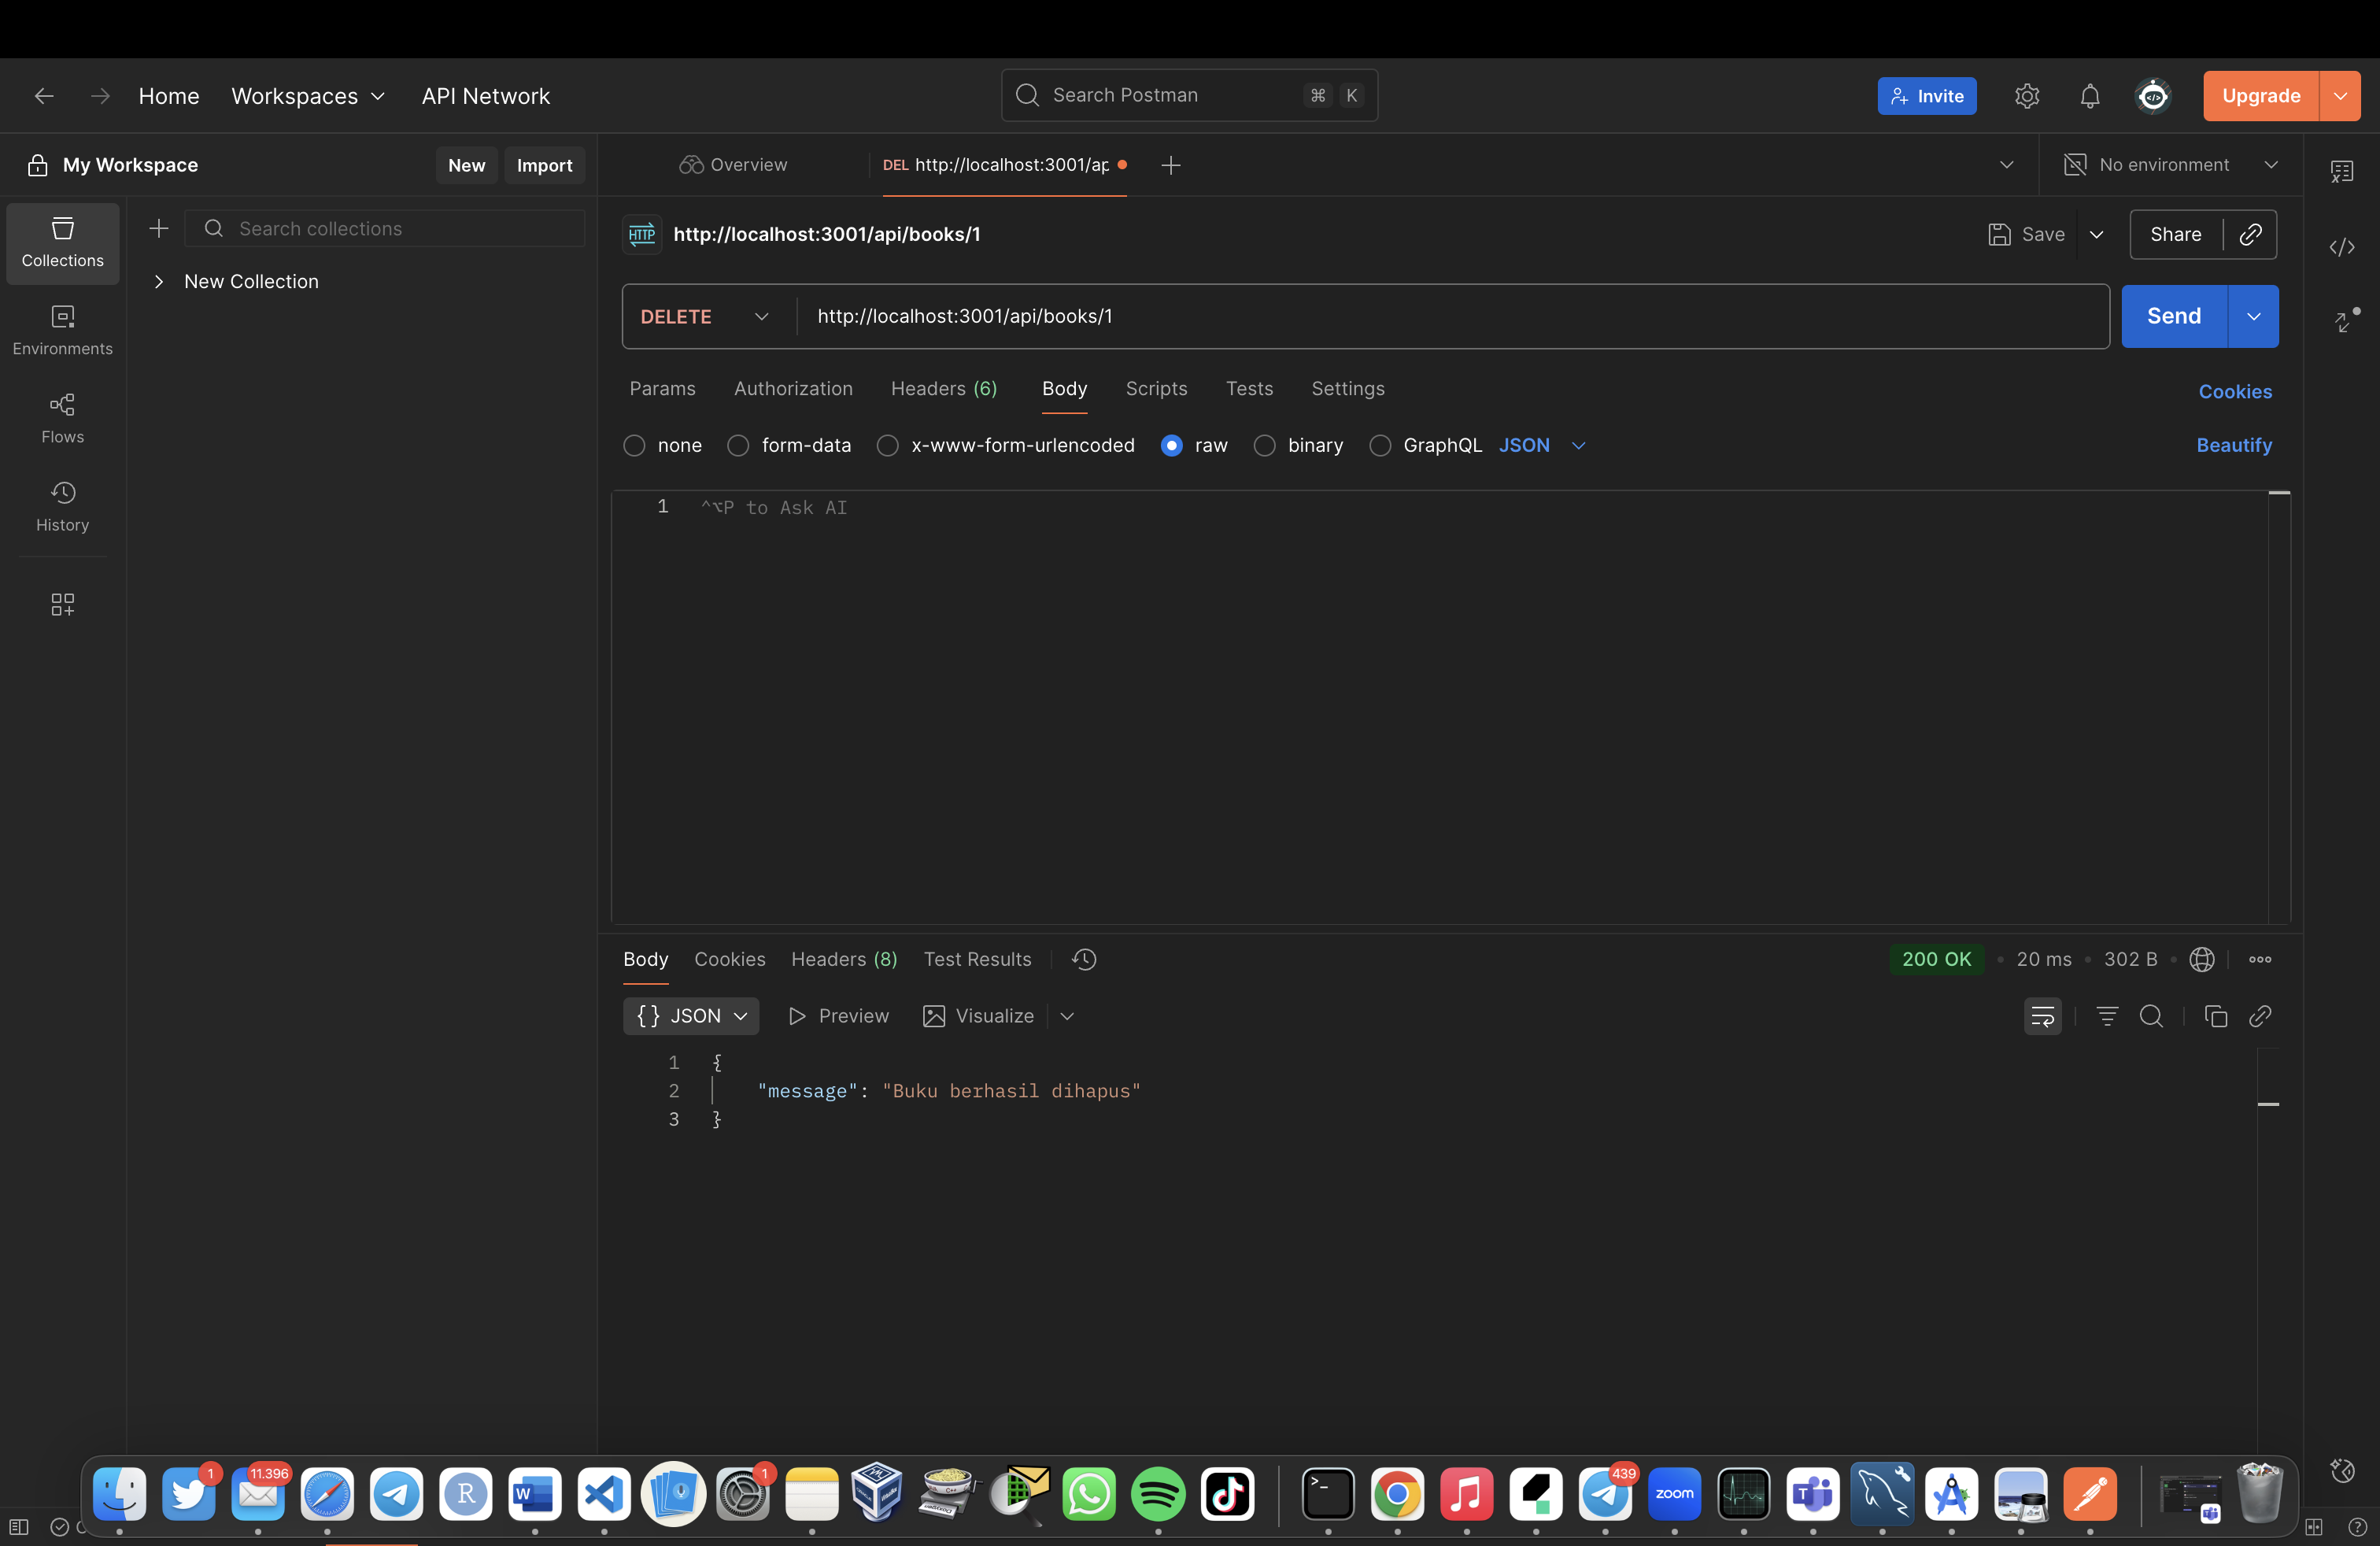 Home Workspaces API Network Search Postman ⌘ K Invite Upgrade
My Workspace New Import Overview DEL http://localhost:3001/ap No environment
Collections
Search collections
New Collection
Environments
Flows
History
HTTP http://localhost:3001/api/books/1 Save Share
DELETE http://localhost:3001/api/books/1 Send
Params Authorization Headers (6) Body Scripts Tests Settings Cookies
none form-data x-www-form-urlencoded raw binary GraphQL JSON Beautify
1 ^⌥P to Ask AI
Body Cookies Headers (8) Test Results 200 OK • 20 ms • 302 B
{} JSON Preview Visualize
1 {
2 "message": "Buku berhasil dihapus"
3 }
1 11.396 R W 1 >_ 439 zoom T